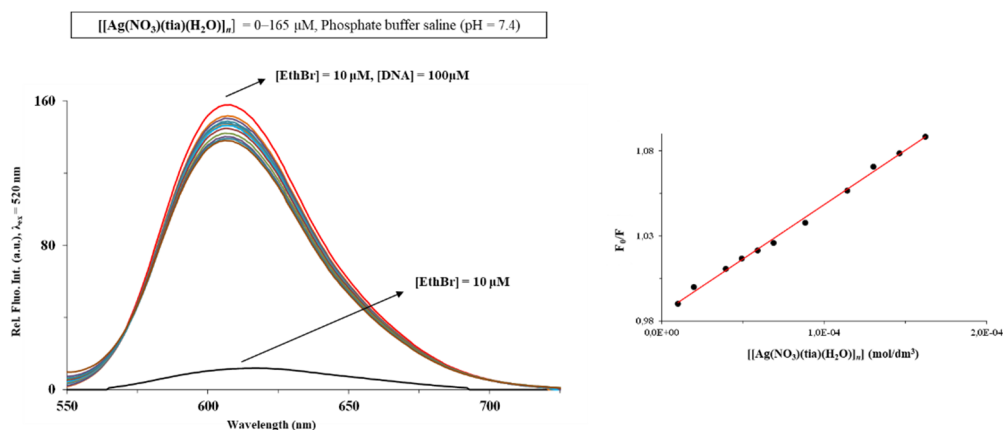 [[Ag(NO3)(tia)(H2O)]n] = 0–165 μM, Phosphate buffer saline (pH = 7.4)
[EthBr] = 10 μM, [DNA] = 100μM
160
80
0
Rel. Fluo. Int. (a.u.), λex = 520 nm
[EthBr] = 10 μM
550
600
650
700
Wavelength (nm)
1,08
1,03
0,98
F0/F
0,0E+00
1,0E-04
2,0E-04
[[Ag(NO3)(tia)(H2O)]n] (mol/dm3)